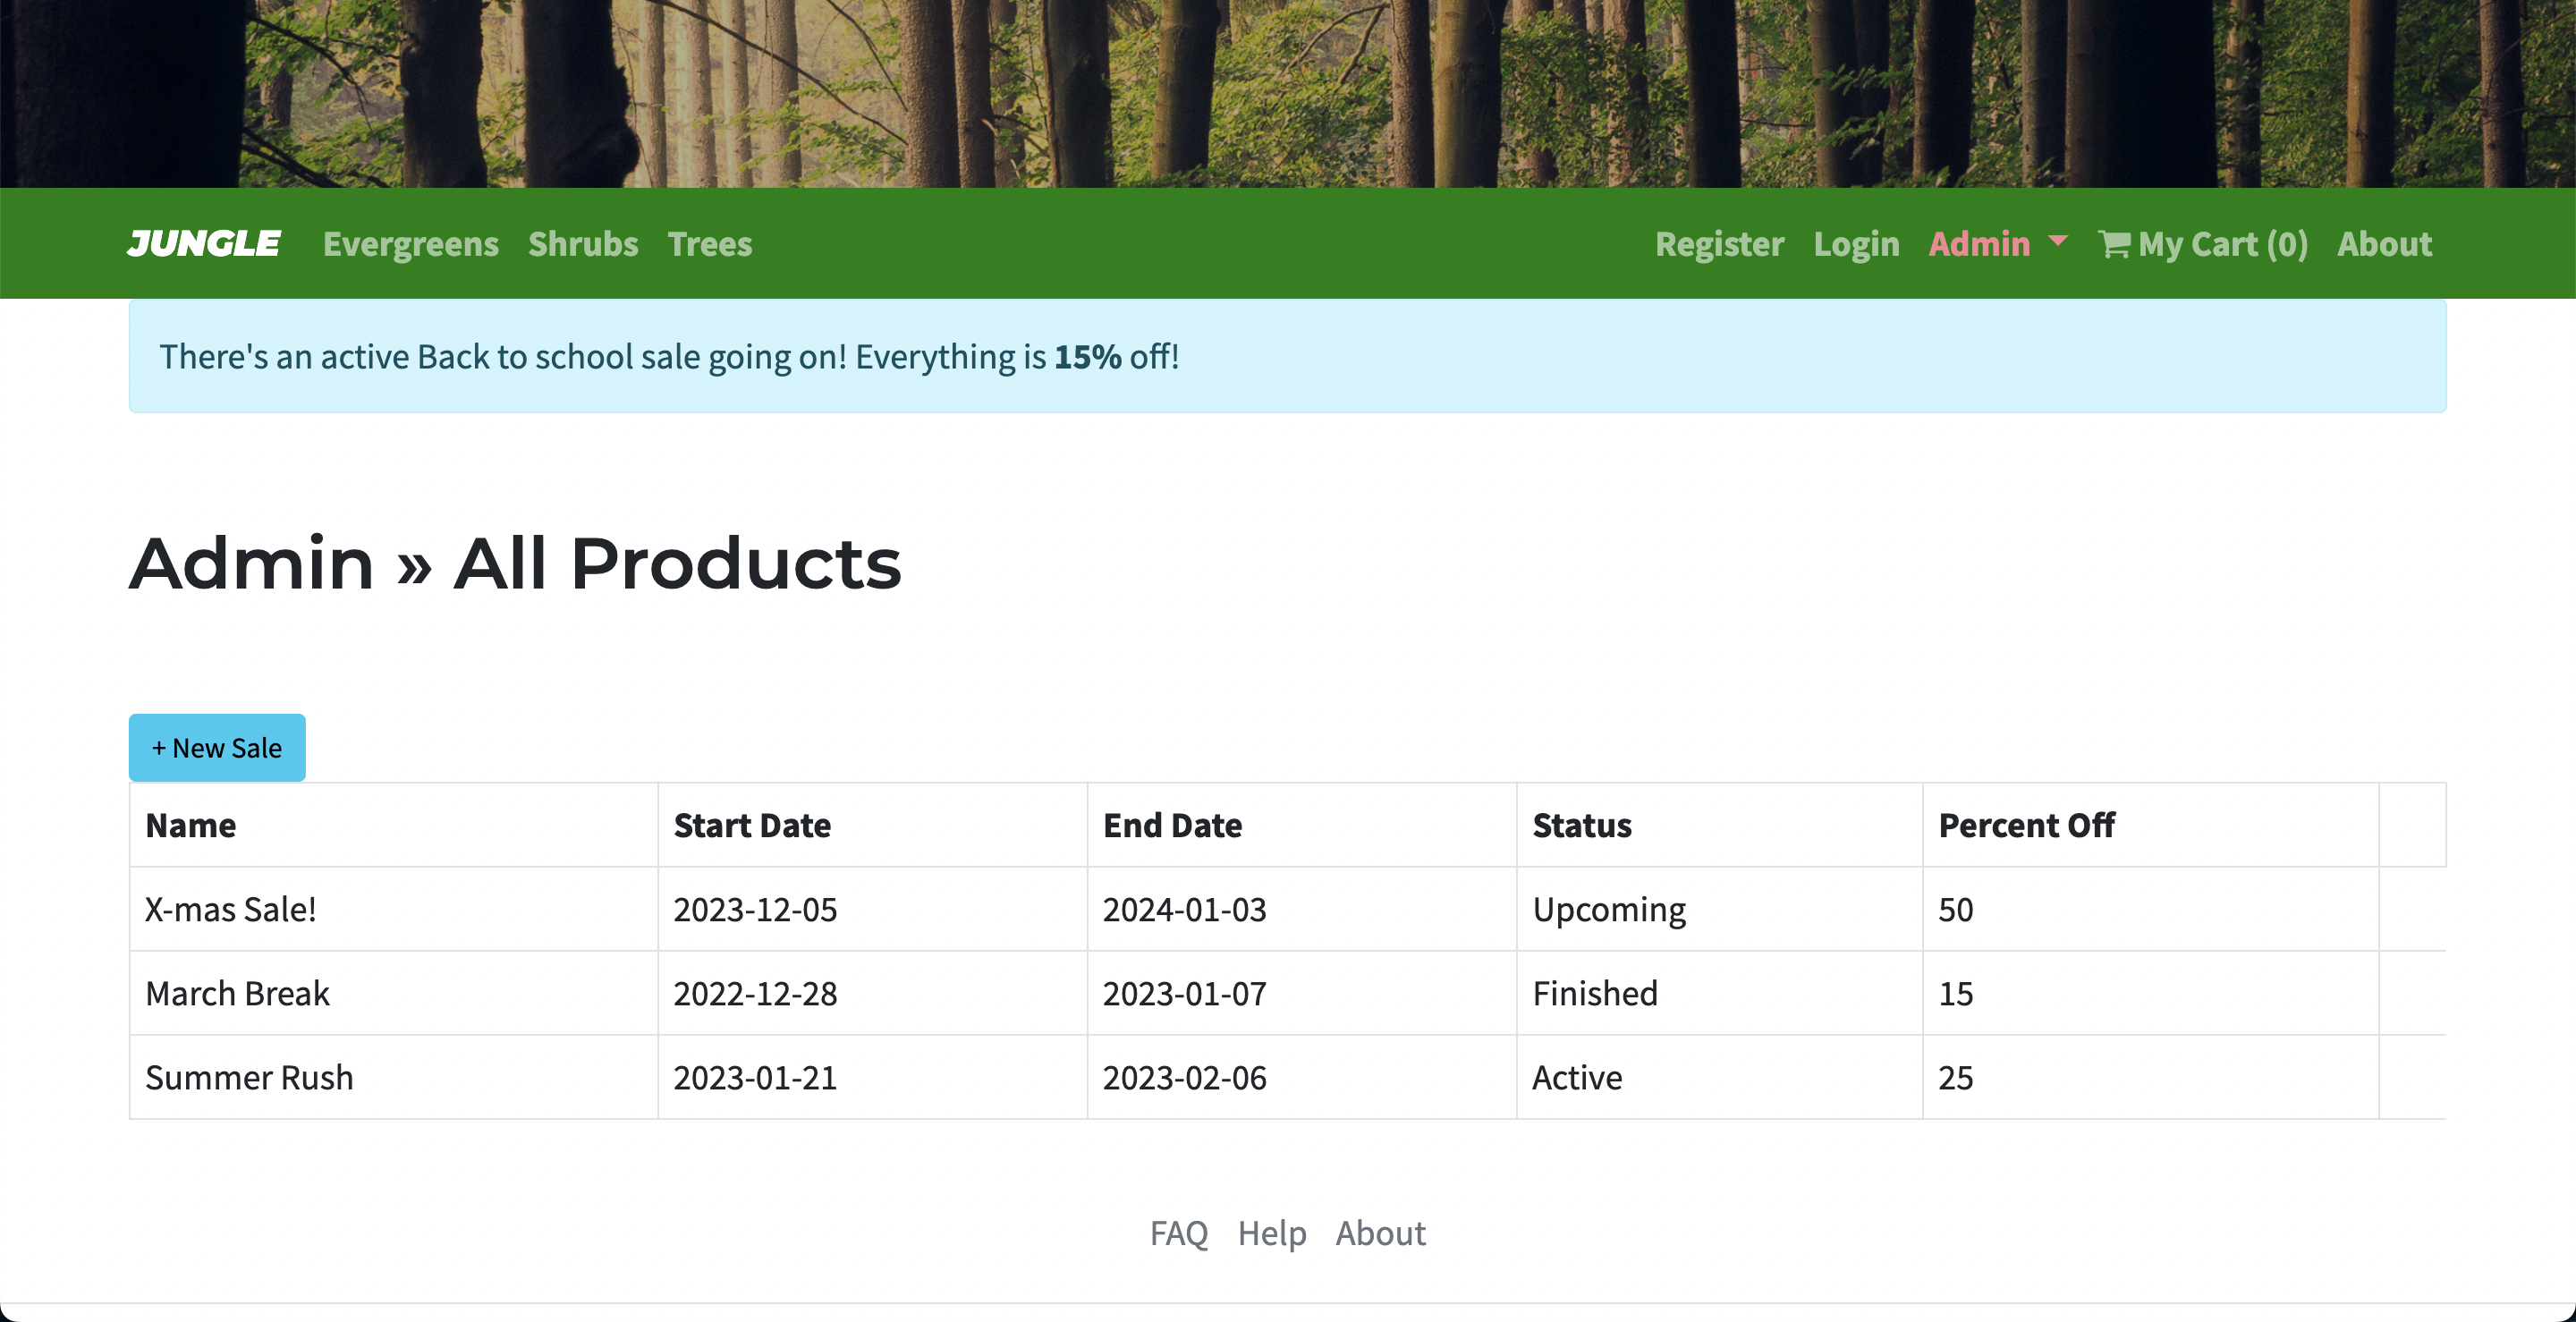 JUNGLE Evergreens Shrubs Trees Register Login Admin My Cart (0) About
There's an active Back to school sale going on! Everything is 15% off!
Admin » All Products
+ New Sale
Name Start Date End Date Status Percent Off
X-mas Sale! 2023-12-05 2024-01-03 Upcoming 50
March Break 2022-12-28 2023-01-07 Finished 15
Summer Rush 2023-01-21 2023-02-06 Active 25
FAQ Help About